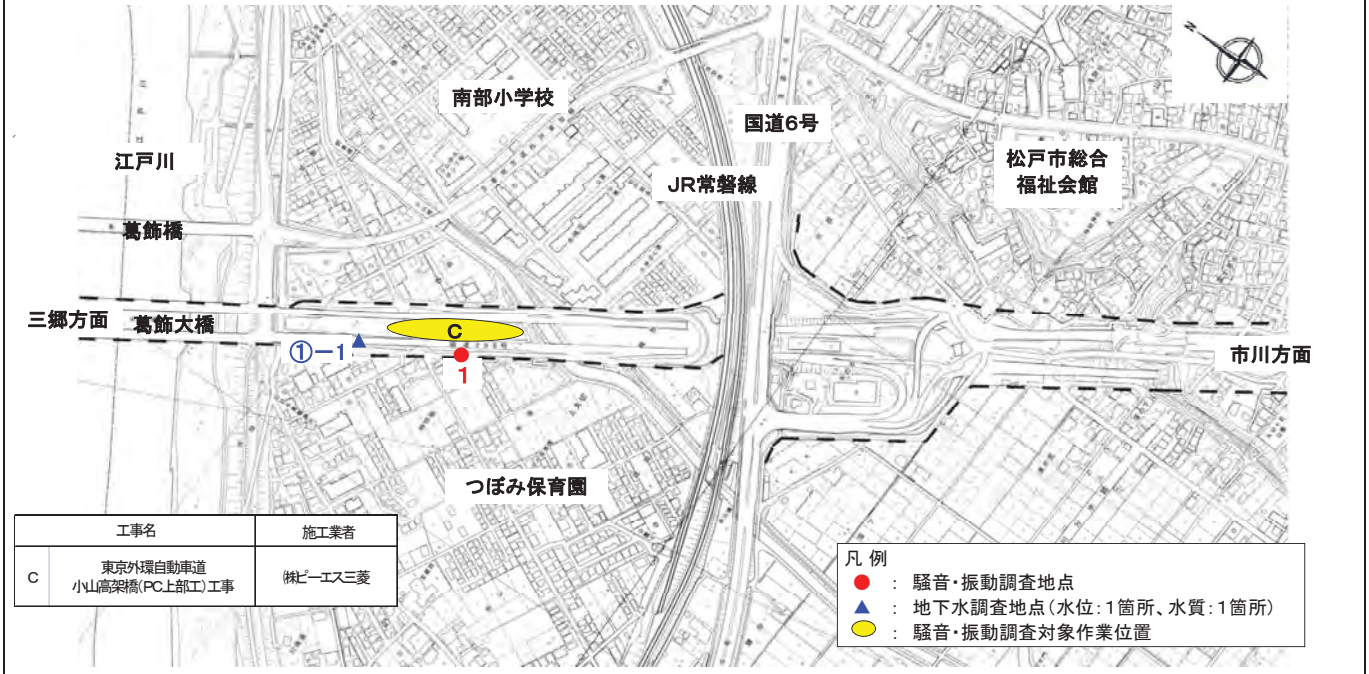 N
南部小学校
国道6号
江戸川
松戸市総合
福祉会館
JR常磐線
葛飾橋
三郷方面
葛飾大橋
C
①-1
1
市川方面
つぼみ保育園
工事名
施工業者
C
東京外環自動車道
小山高架橋(PC上部工)工事
㈱ピーエス三菱
凡 例
: 騒音・振動調査地点
: 地下水調査地点(水位:1箇所、水質:1箇所)
: 騒音・振動調査対象作業位置